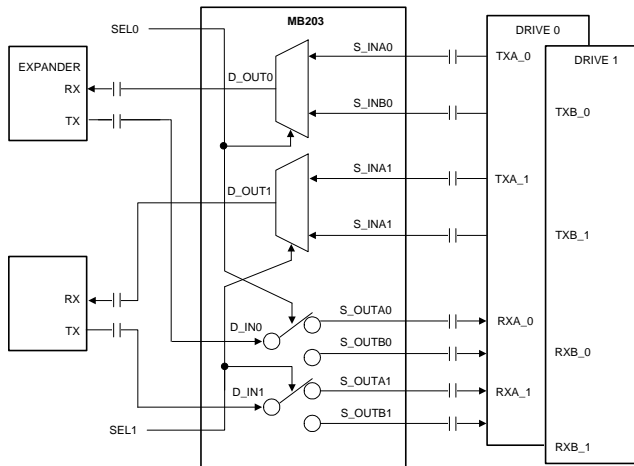 MB203
SEL0
DRIVE 0
DRIVE 1
EXPANDER
S_INA0
TXA_0
D_OUT0
RX
S_INB0
TXB_0
TX
D_OUT1
S_INA1
TXA_1
S_INA1
TXB_1
RX
TX
D_IN0
S_OUTA0
RXA_0
S_OUTB0
RXB_0
D_IN1
S_OUTA1
RXA_1
S_OUTB1
SEL1
RXB_1